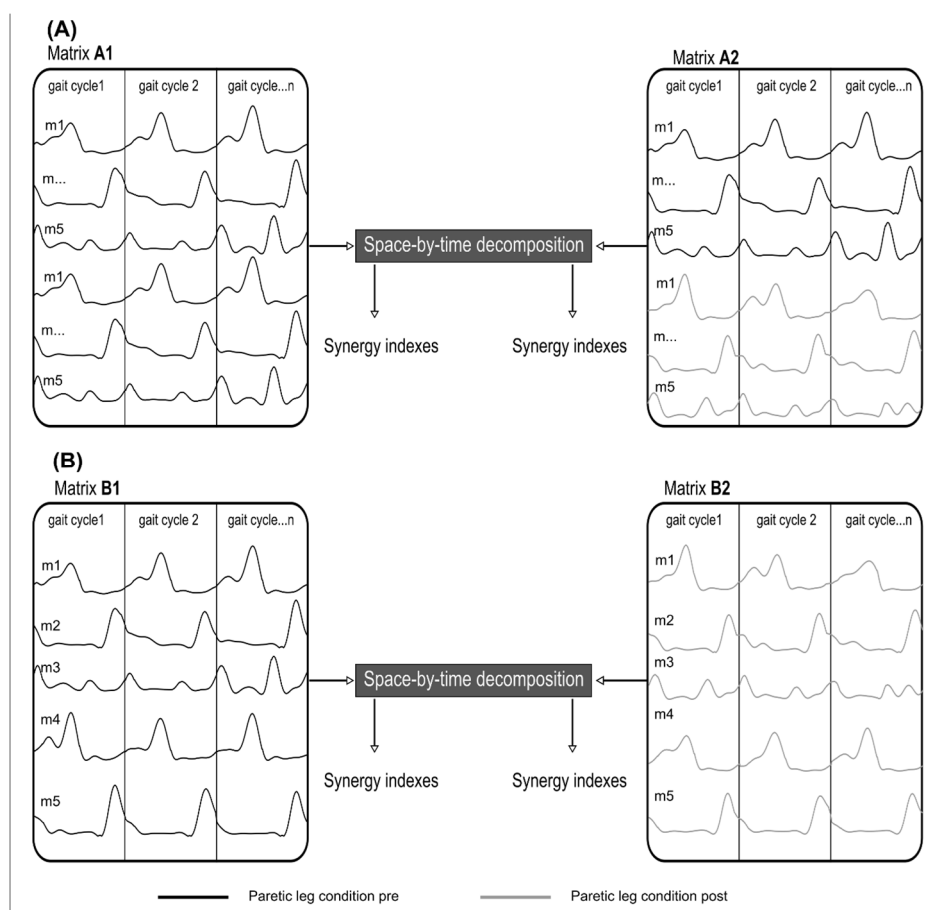 (A)
Matrix A1
Matrix A2
gait cycle1 gait cycle 2 gait cycle...n
gait cycle1 gait cycle 2 gait cycle...n
m1
m...
m5
m1
m...
m5
m1
m...
m5
m1
m...
m5
Space-by-time decomposition
Synergy indexes
Synergy indexes
(B)
Matrix B1
Matrix B2
gait cycle1 gait cycle 2 gait cycle...n
gait cycle1 gait cycle 2 gait cycle...n
m1
m2
m3
m4
m5
m1
m2
m3
m4
m5
Space-by-time decomposition
Synergy indexes
Synergy indexes
Paretic leg condition pre
Paretic leg condition post